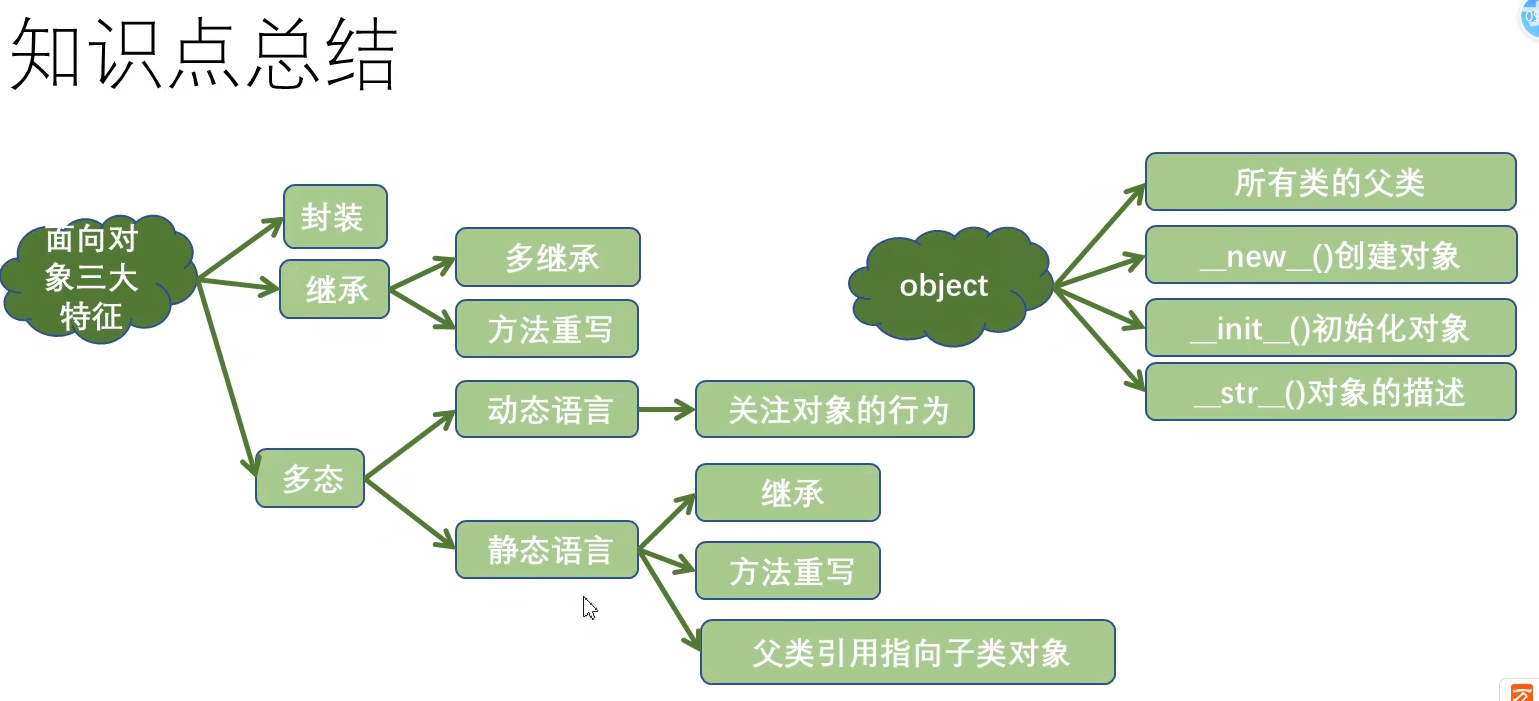 知识点总结
面向对
象三大
特征
封装
继承
多继承
方法重写
多态
动态语言
关注对象的行为
静态语言
继承
方法重写
父类引用指向子类对象
object
所有类的父类
__new__()创建对象
__init__()初始化对象
__str__()对象的描述